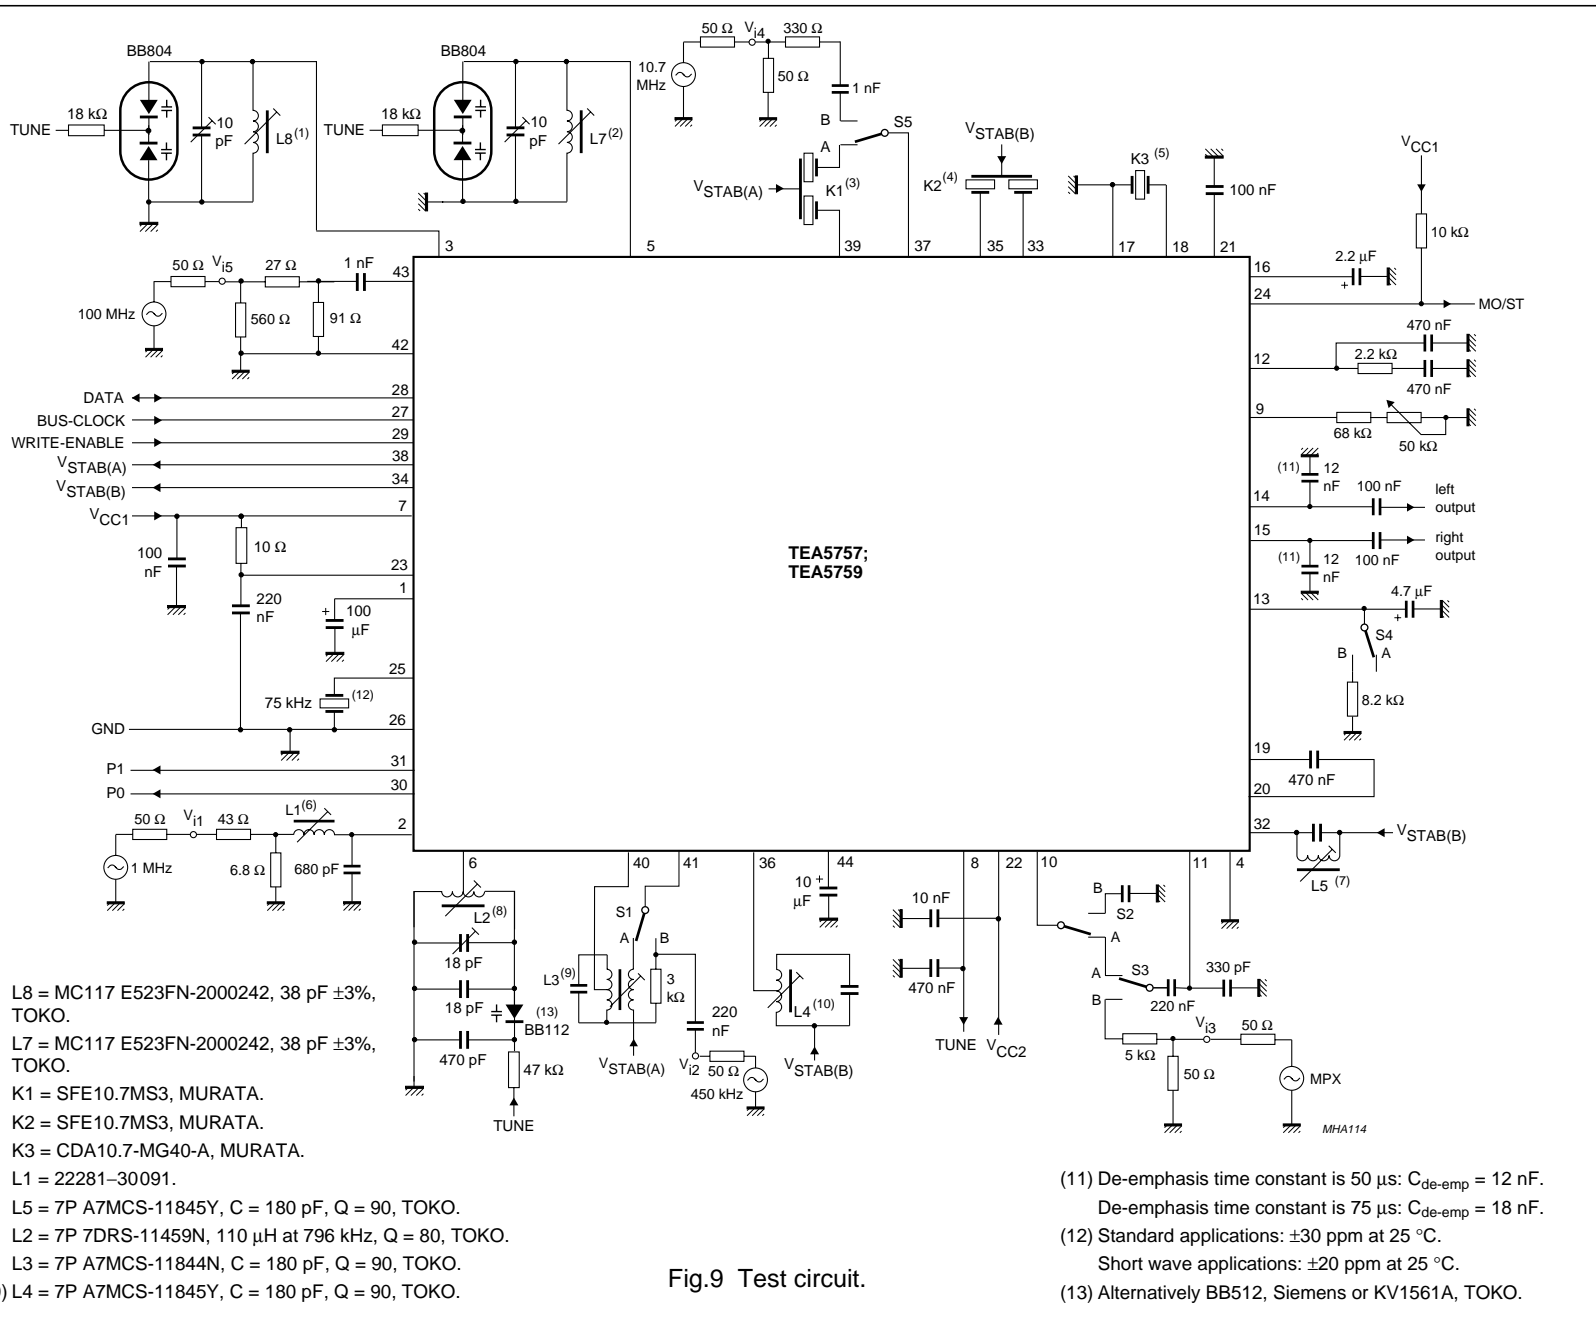 BB804
BB804
50 Ω
Vi4
330 Ω
10.7
MHz
50 Ω
1 nF
TUNE
18 kΩ
10
pF
L8(1)
TUNE
18 kΩ
10
pF
L7(2)
B
S5
A
VSTAB(A)
K1(3)
VSTAB(B)
K2(4)
K3 (5)
100 nF
VCC1
10 kΩ
3
5
39
37
35
33
17
18
21
50 Ω
Vi5
27 Ω
1 nF
43
100 MHz
560 Ω
91 Ω
42
16
2.2 μF
+
24
MO/ST
470 nF
12
2.2 kΩ
470 nF
9
68 kΩ
50 kΩ
DATA
28
BUS-CLOCK
27
WRITE-ENABLE
29
VSTAB(A)
38
VSTAB(B)
34
VCC1
7
100
nF
10 Ω
23
1
220
nF
+
100
μF
25
75 kHz
(12)
GND
26
P1
31
P0
30
TEA5757;
TEA5759
(11)
12
nF
14
100 nF
left
output
15
right
output
(11)
12
nF
100 nF
13
4.7 μF
+
S4
B
A
8.2 kΩ
19
470 nF
20
32
VSTAB(B)
L5 (7)
50 Ω
Vi1
43 Ω
L1(6)
2
1 MHz
6.8 Ω
680 pF
6
40
41
36
44
8
22
10
11
4
L2(8)
18 pF
18 pF
(13)
BB112
470 pF
47 kΩ
TUNE
S1
A
B
L3(9)
3
kΩ
220
nF
VSTAB(A)
Vi2
50 Ω
450 kHz
10
μF
+
L4(10)
VSTAB(B)
10 nF
470 nF
TUNE
VCC2
B
S2
A
A
S3
B
220 nF
330 pF
Vi3
50 Ω
5 kΩ
50 Ω
MPX
MHA114
L8 = MC117 E523FN-2000242, 38 pF ±3%,
TOKO.
L7 = MC117 E523FN-2000242, 38 pF ±3%,
TOKO.
K1 = SFE10.7MS3, MURATA.
K2 = SFE10.7MS3, MURATA.
K3 = CDA10.7-MG40-A, MURATA.
L1 = 22281–30091.
L5 = 7P A7MCS-11845Y, C = 180 pF, Q = 90, TOKO.
L2 = 7P 7DRS-11459N, 110 μH at 796 kHz, Q = 80, TOKO.
L3 = 7P A7MCS-11844N, C = 180 pF, Q = 90, TOKO.
) L4 = 7P A7MCS-11845Y, C = 180 pF, Q = 90, TOKO.
Fig.9 Test circuit.
(11) De-emphasis time constant is 50 μs: Cde-emp = 12 nF.
De-emphasis time constant is 75 μs: Cde-emp = 18 nF.
(12) Standard applications: ±30 ppm at 25 °C.
Short wave applications: ±20 ppm at 25 °C.
(13) Alternatively BB512, Siemens or KV1561A, TOKO.